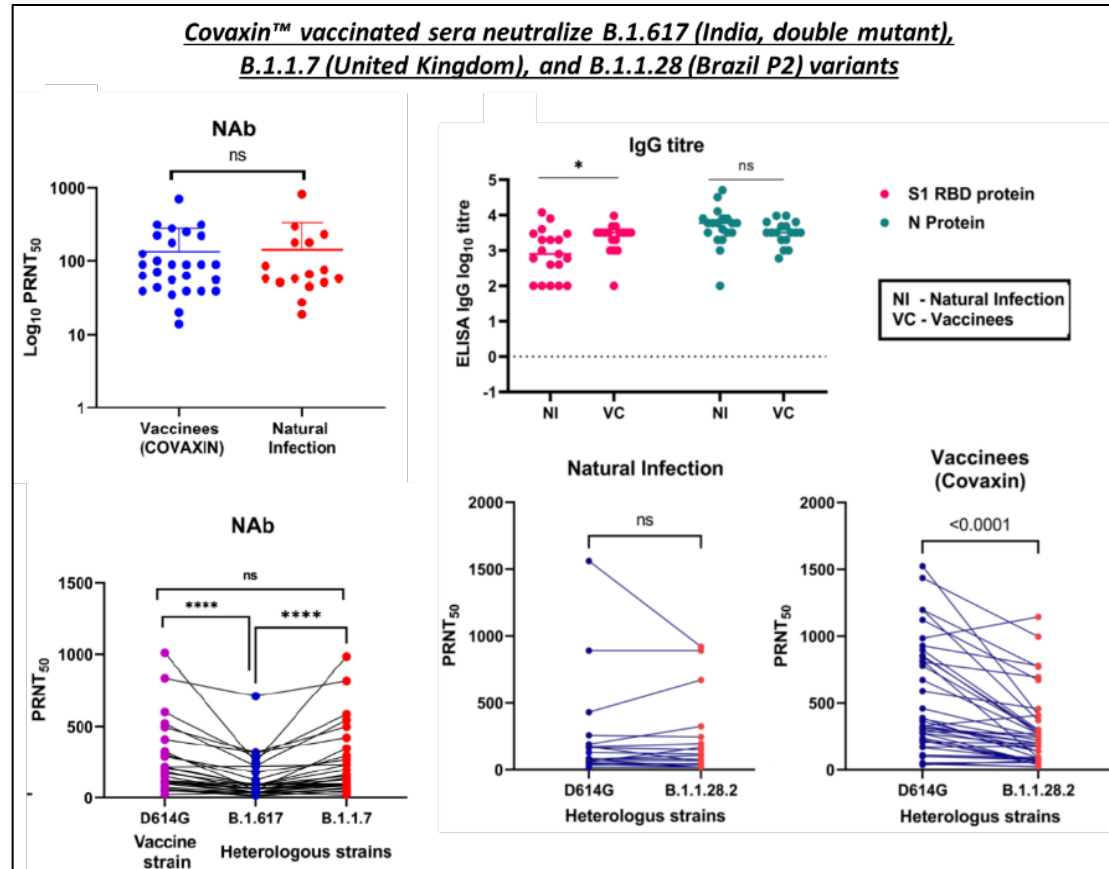 Covaxin™ vaccinated sera neutralize B.1.617 (India, double mutant),
B.1.1.7 (United Kingdom), and B.1.1.28 (Brazil P2) variants
NAb
ns
Log10 PRNT50
1000
100
10
1
Vaccinees
(COVAXIN)
Natural
Infection
IgG titre
*
ns
ELISA IgG log10 titre
5
4
3
2
1
0
-1
NI
VC
NI
VC
S1 RBD protein
N Protein
NI - Natural Infection
VC - Vaccinees
NAb
ns
****
****
PRNT50
1500
1000
500
0
D614G
B.1.617
B.1.1.7
Vaccine
strain
Heterologous strains
Natural Infection
ns
PRNT50
2000
1500
1000
500
0
D614G
B.1.1.28.2
Heterologous strains
Vaccinees
(Covaxin)
<0.0001
PRNT50
2000
1500
1000
500
0
D614G
B.1.1.28.2
Heterologous strains